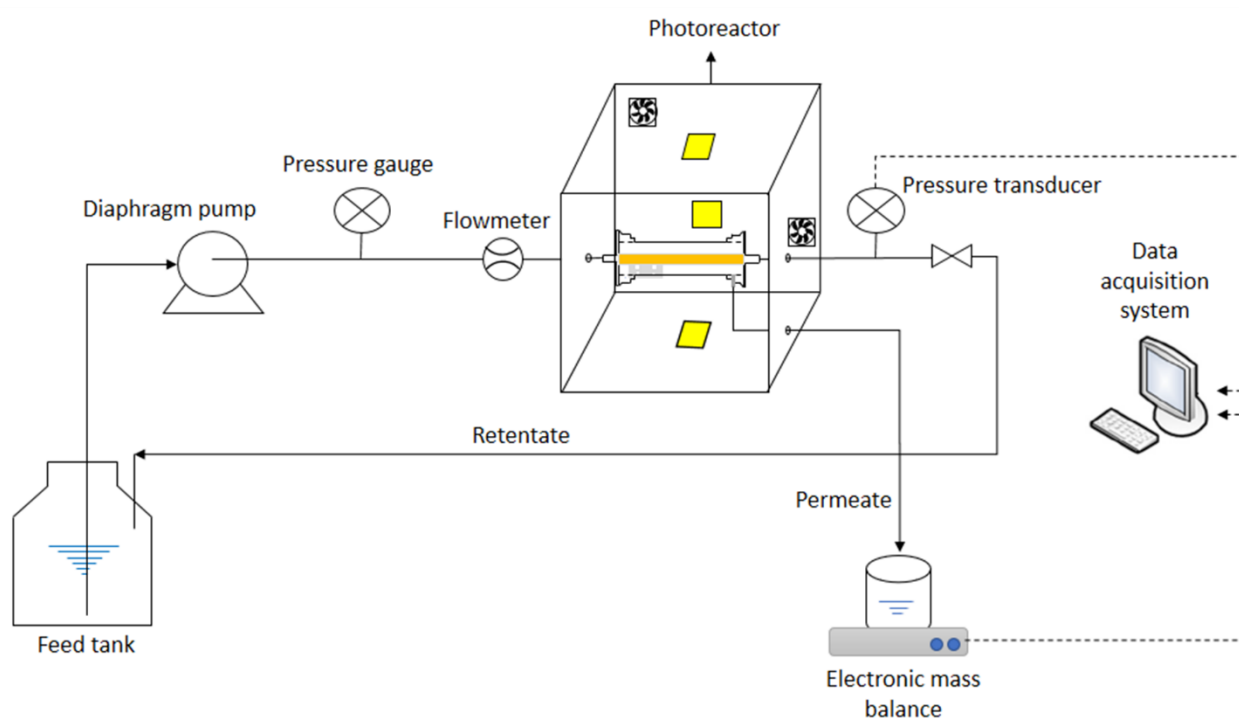 Photoreactor
Pressure gauge
Pressure transducer
Diaphragm pump
Flowmeter
Data
acquisition
system
Retentate
Permeate
Feed tank
Electronic mass
balance